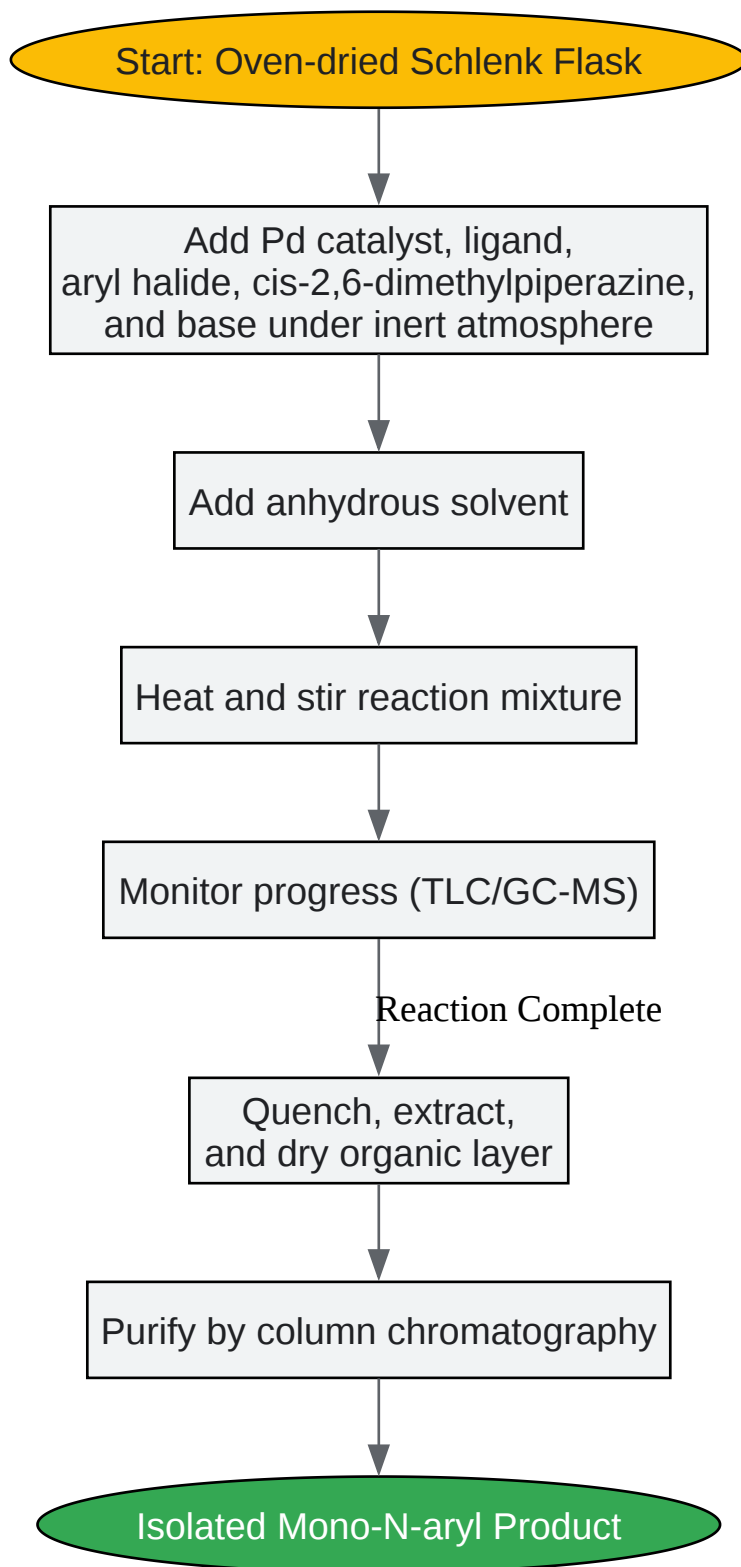 Start: Oven-dried Schlenk Flask
Add Pd catalyst, ligand,
aryl halide, cis-2,6-dimethylpiperazine,
and base under inert atmosphere
Add anhydrous solvent
Heat and stir reaction mixture
Monitor progress (TLC/GC-MS)
Reaction Complete
Quench, extract,
and dry organic layer
Purify by column chromatography
Isolated Mono-N-aryl Product